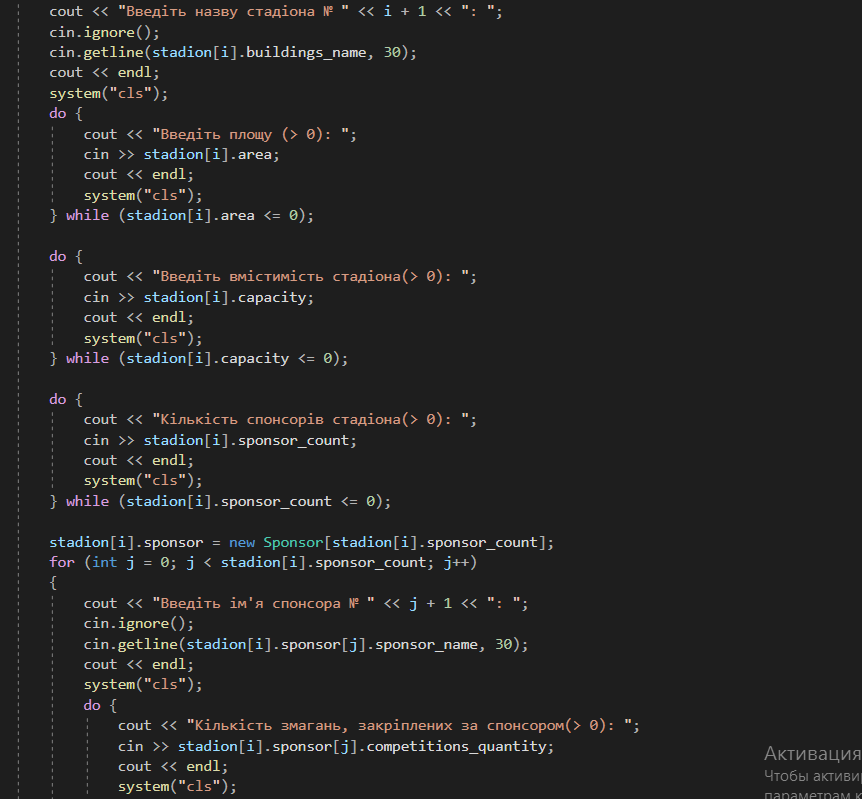 cout << "Введіть назву стадіона № " << i + 1 << ": ";
cin.ignore();
cin.getline(stadion[i].buildings_name, 30);
cout << endl;
system("cls");
do {
cout << "Введіть площу (> 0): ";
cin >> stadion[i].area;
cout << endl;
system("cls");
} while (stadion[i].area <= 0);
do {
cout << "Введіть вмістимість стадіона(> 0): ";
cin >> stadion[i].capacity;
cout << endl;
system("cls");
} while (stadion[i].capacity <= 0);
do {
cout << "Кількість спонсорів стадіона(> 0): ";
cin >> stadion[i].sponsor_count;
cout << endl;
system("cls");
} while (stadion[i].sponsor_count <= 0);
stadion[i].sponsor = new Sponsor[stadion[i].sponsor_count];
for (int j = 0; j < stadion[i].sponsor_count; j++)
{
cout << "Введіть ім'я спонсора № " << j + 1 << ": ";
cin.ignore();
cin.getline(stadion[i].sponsor[j].sponsor_name, 30);
cout << endl;
system("cls");
do {
cout << "Кількість змагань, закріплених за спонсором(> 0): ";
cin >> stadion[i].sponsor[j].competitions_quantity;
cout << endl;
system("cls");
Активация
Чтобы активи
параметрам к